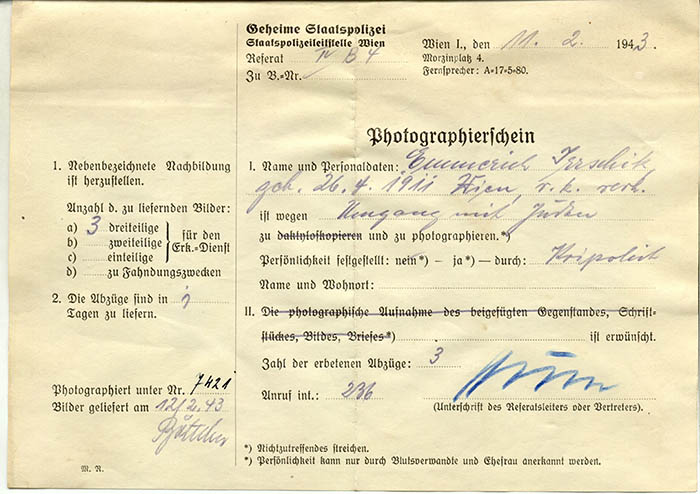 Geheime Staatspolizei
Staatspolizeileitstelle Wien
Referat IV B 4
Zu B.-Nr.
Wien I., den 11. 2. 1943.
Morzinplatz 4.
Fernsprecher: A-17-5-80.
Photographierschein
1. Nebenbezeichnete Nachbildung
ist herzustellen.
Anzahl d. zu liefernden Bilder:
a) 3 dreiteilige
b) zweiteilige
c) einteilige
für den
Erk.-Dienst
d) zu Fahndungszwecken
2. Die Abzüge sind in
Tagen zu liefern.
Photographiert unter Nr. 7421
Bilder geliefert am 12/2. 43
M. R.
I. Name und Personaldaten: Emmerich
geb. 26. 4. 1911 Wien, r. k. verh.
ist wegen Umgang mit Juden
zu daktyloskopieren und zu photographieren.*)
Persönlichkeit festgestellt: nein*) – ja*) – durch:
Name und Wohnort:
II. Die photographische Aufnahme des beigefügten Gegenstandes, Schrift-
stückes, Bildes, Briefes*) ist erwünscht.
Zahl der erbetenen Abzüge: 3
Anruf int.: 236
(Unterschrift des Referatsleiters oder Vertreters).
*) Nichtzutreffendes streichen.
*) Persönlichkeit kann nur durch Blutsverwandte und Ehefrau anerkannt werden.